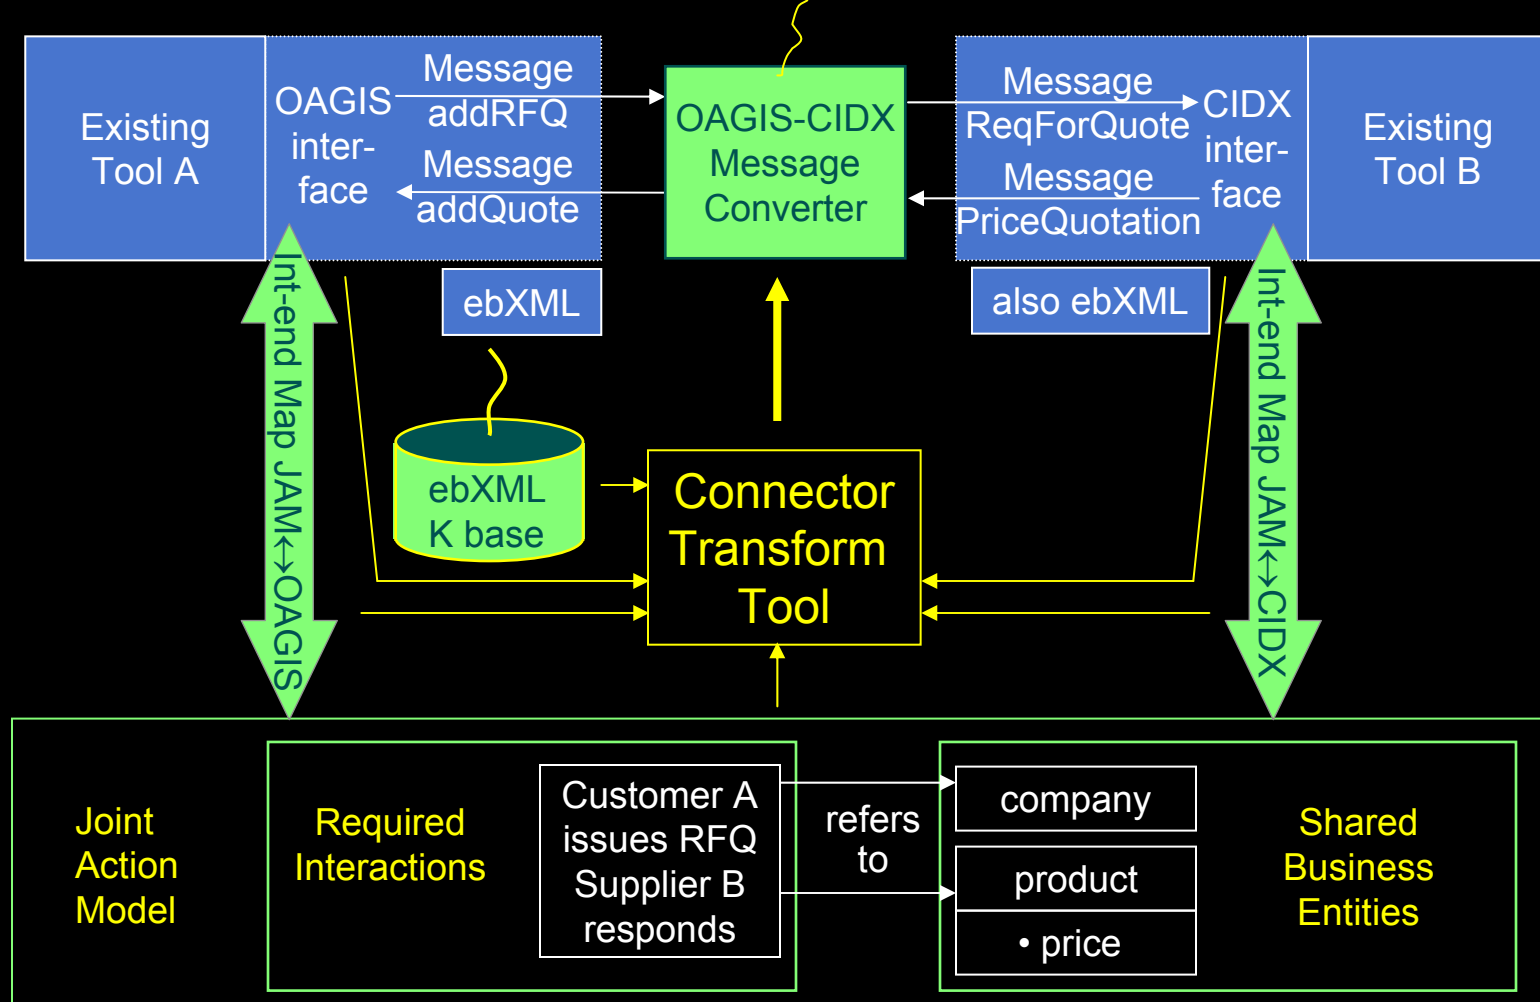 Existing
Tool A
OAGIS
inter-
face
Message
addRFQ
Message
addQuote
OAGIS-CIDX
Message
Converter
Message
ReqForQuote
Message
PriceQuotation
CIDX
inter-
face
Existing
Tool B
ebXML
also ebXML
Int-end Map JAM↔OAGIS
Int-end Map JAM↔CIDX
ebXML
K base
Connector
Transform
Tool
Joint
Action
Model
Required
Interactions
Customer A
issues RFQ
Supplier B
responds
refers
to
company
product
• price
Shared
Business
Entities